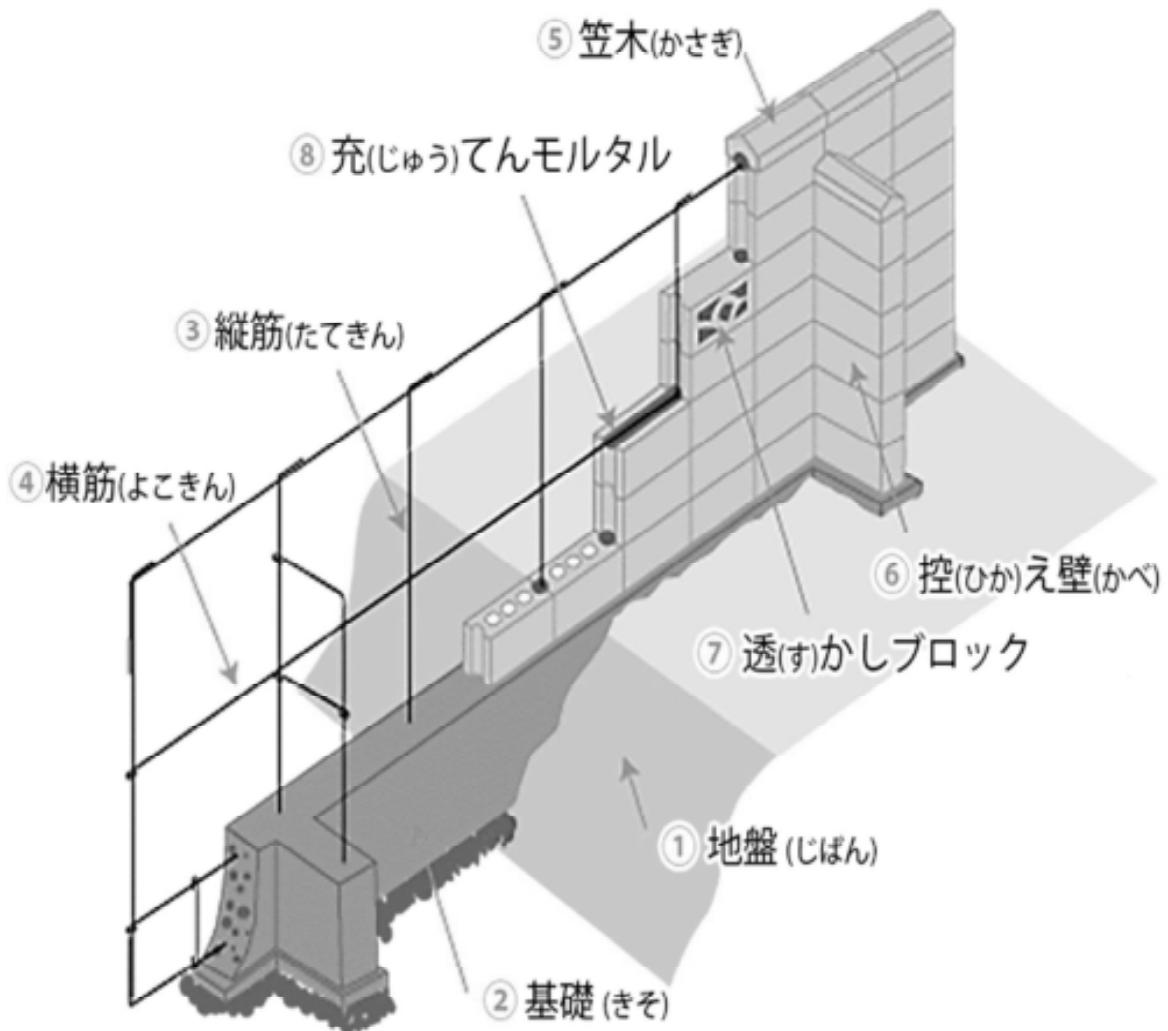 ⑤ 笠木(かさぎ)
⑧ 充(じゅう)てんモルタル
③ 縦筋(たてきん)
④ 横筋(よこきん)
⑥ 控(ひか)え壁(かべ)
⑦ 透(す)かしブロック
① 地盤(じばん)
② 基礎(きそ)